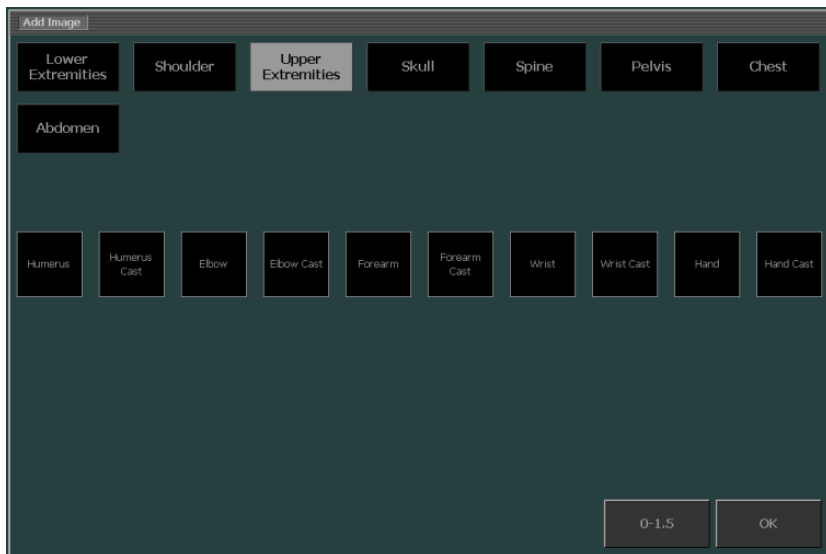 Add Image
Lower
Extremities
Shoulder
Upper
Extremities
Skull
Spine
Pelvis
Chest
Abdomen
Humerus
Humerus
Cast
Elbow
Elbow Cast
Forearm
Forearm
Cast
Wrist
Wrist Cast
Hand
Hand Cast
0-1.5
OK